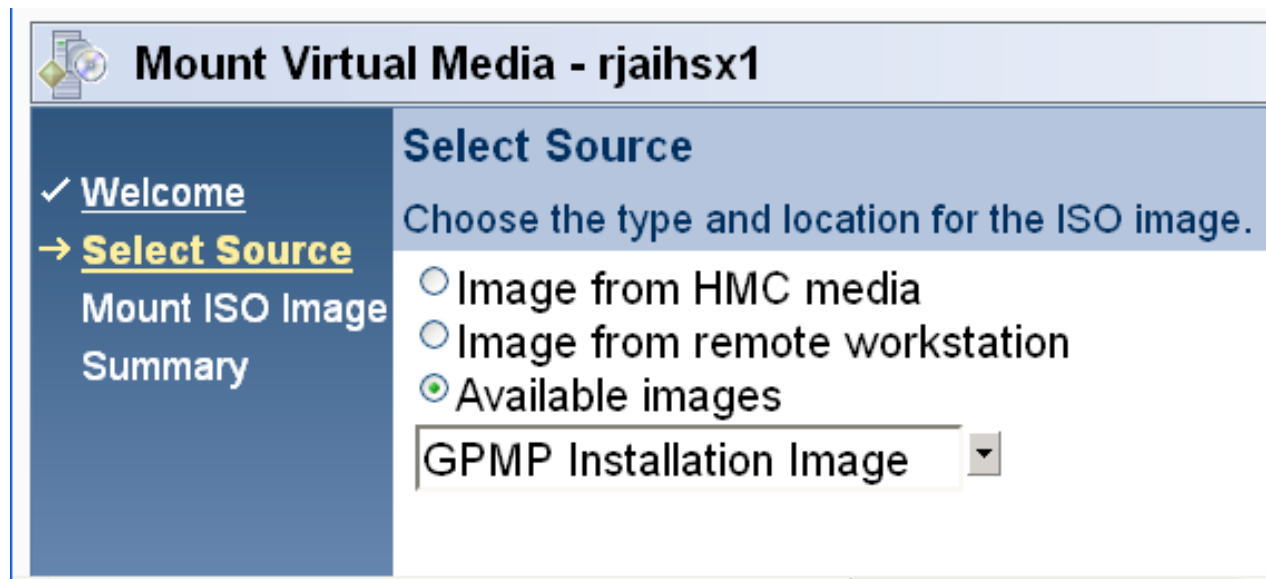 Mount Virtual Media - rjaihsx1
Welcome
Select Source
Mount ISO Image
Summary
Select Source
Choose the type and location for the ISO image.
Image from HMC media
Image from remote workstation
Available images
GPMP Installation Image